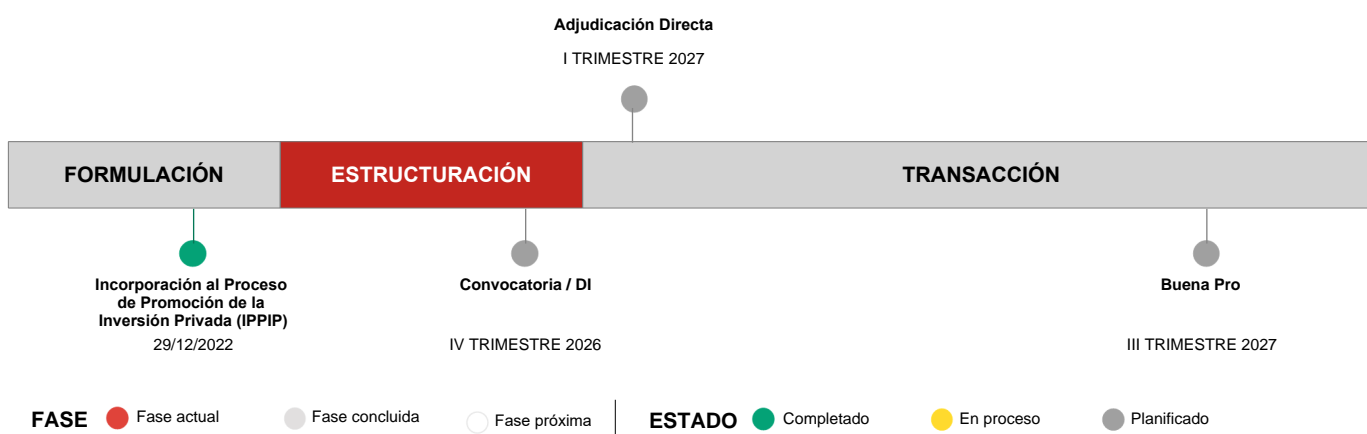 Adjudicación Directa
I TRIMESTRE 2027
FORMULACIÓN
ESTRUCTURACIÓN
TRANSACCIÓN
Incorporación al Proceso
de Promoción de la
Inversión Privada (IPPIP)
29/12/2022
Convocatoria / DI
IV TRIMESTRE 2026
Buena Pro
III TRIMESTRE 2027
FASE
Fase actual
Fase concluida
Fase próxima
ESTADO
Completado
En proceso
Planificado